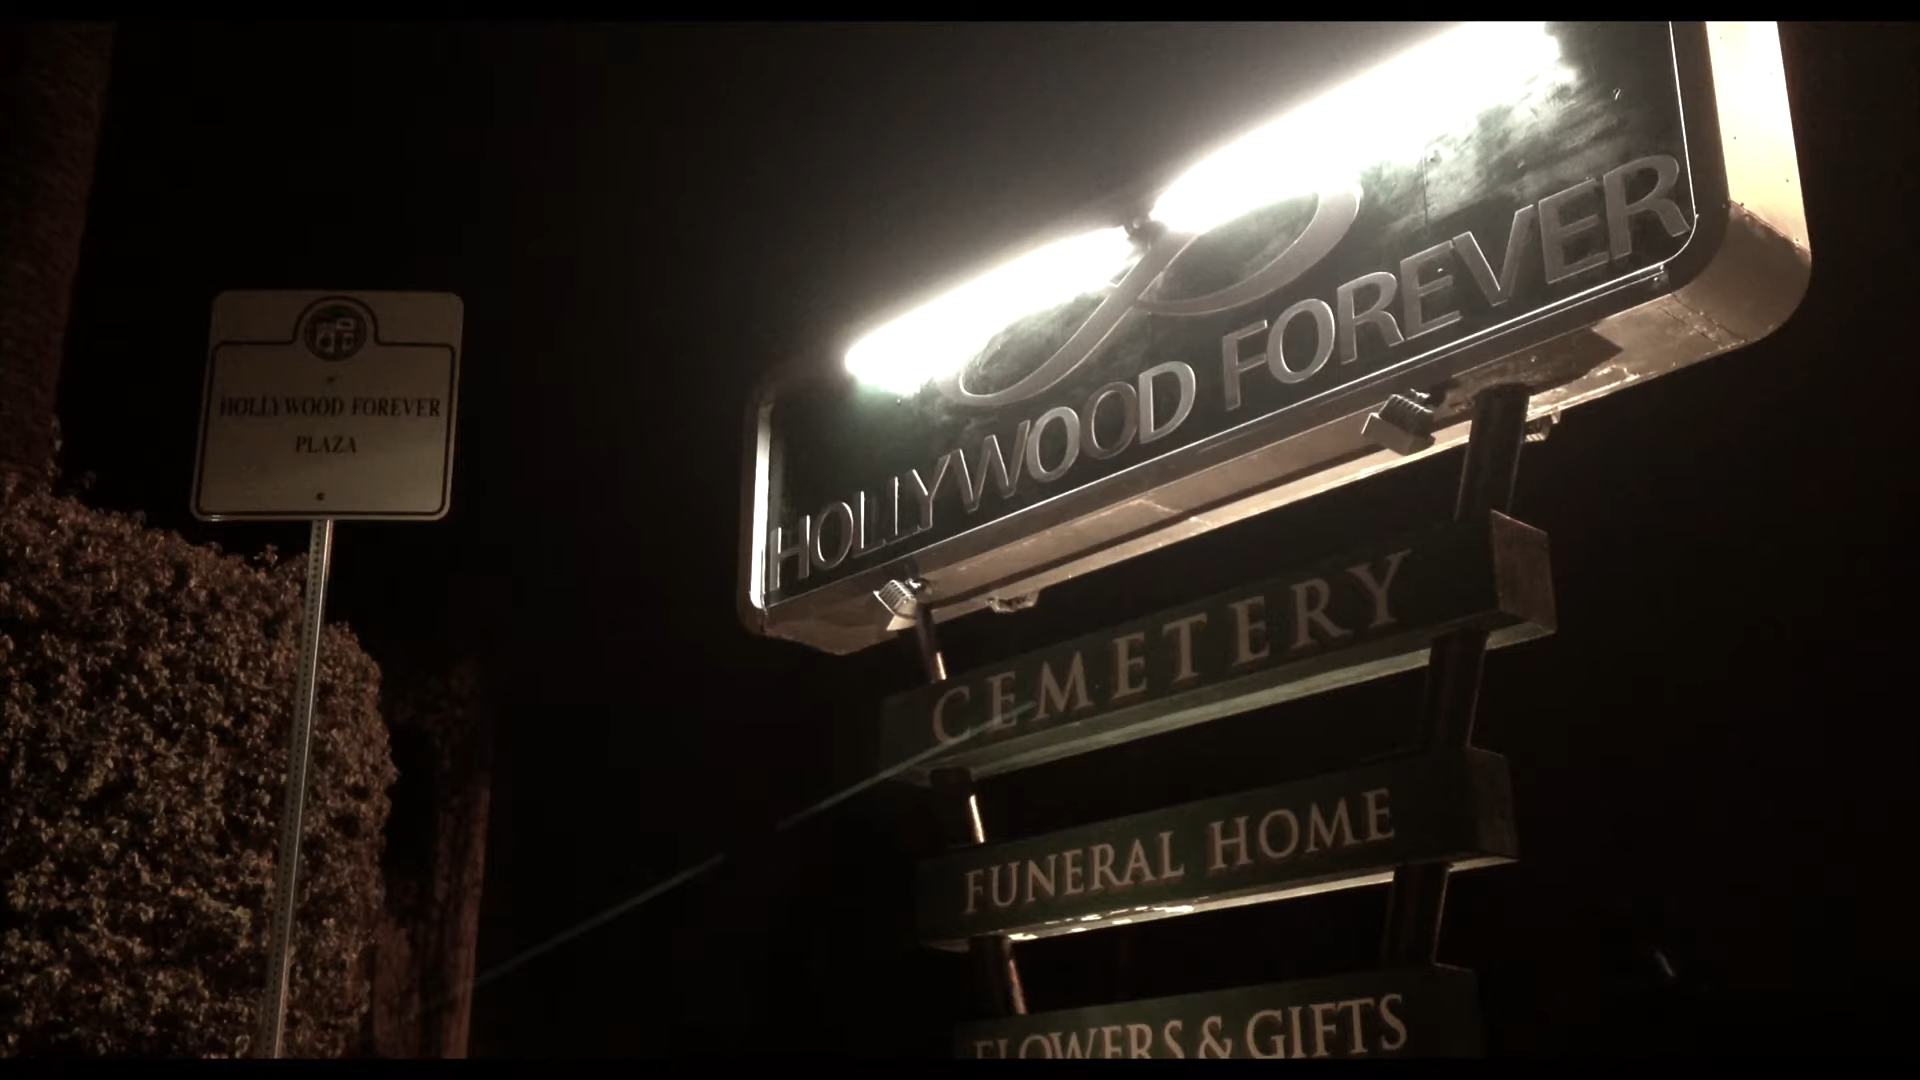 HOLLYWOOD FOREVER
PLAZA
HOLLYWOOD FOREVER
CEMETERY
FUNERAL HOME
FLOWERS & GIFTS